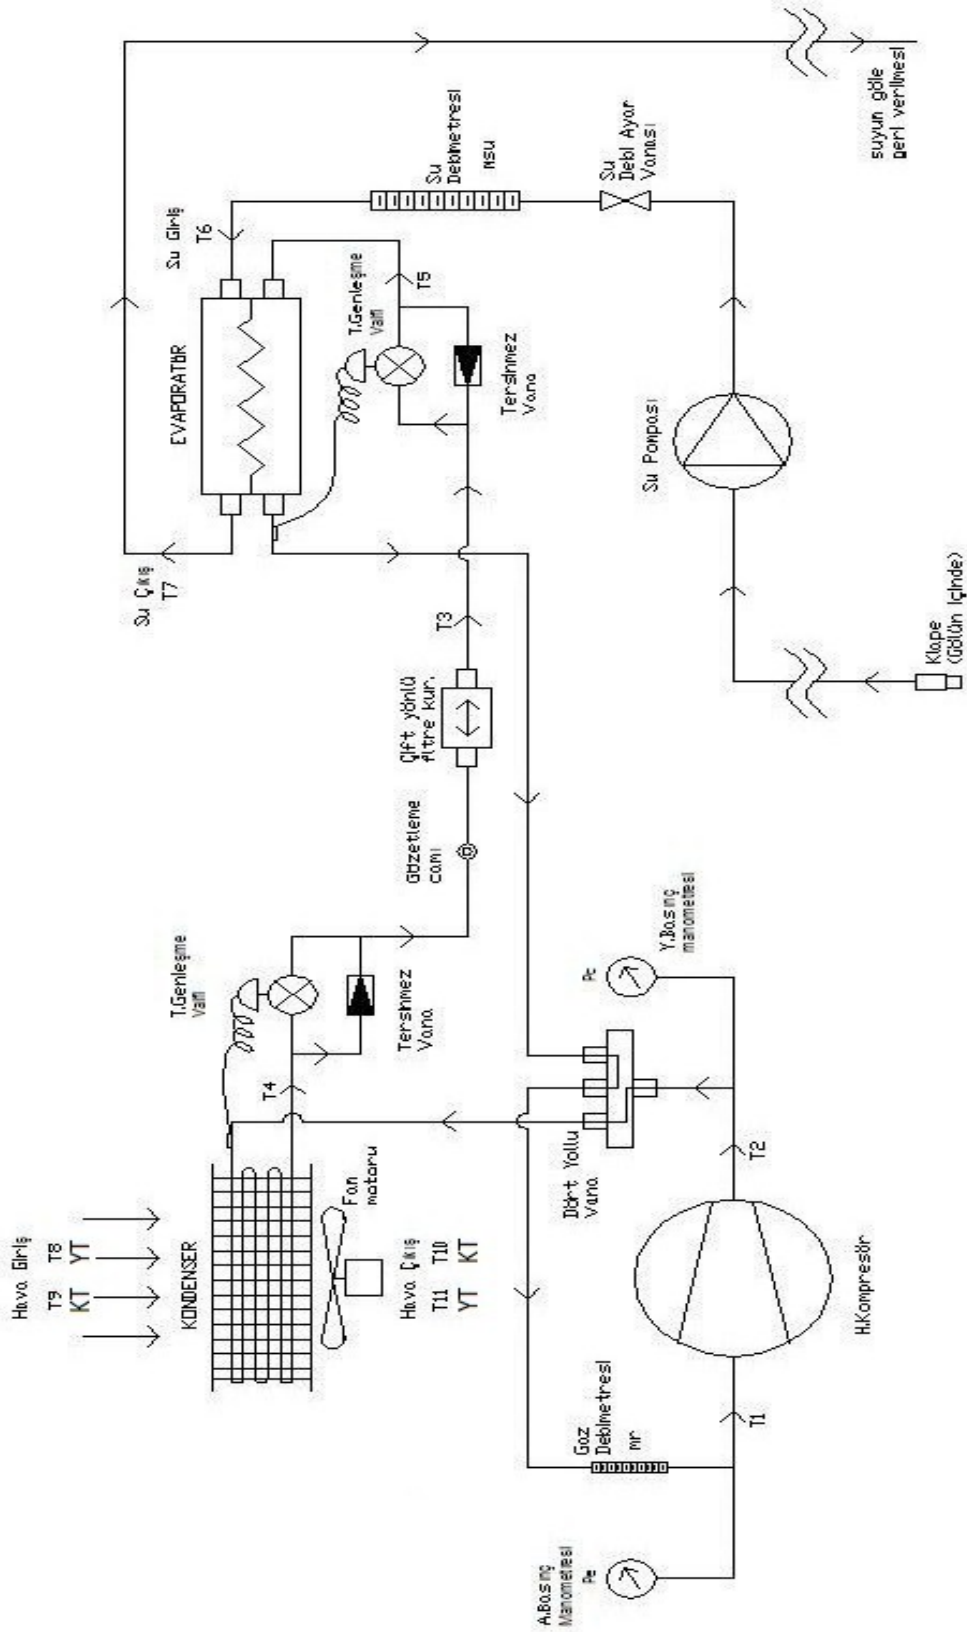 Hava Giriş
T9 T8
KT YT
KONDENSER
Fan
motoru
Hava Çıkış
T11 T10
YT KT
T.Genleşme
Valfi
T4
Tersinmez
Vana
Gözetleme
camı
Çift yönlü
filtre kur.
T3
Su Çıkış
T7
EVAPORATÖR
Su Giriş
T6
T.Genleşme
Valfi
T5
Tersinmez
Vana
Su
Debimetresi
msu
Su
Debi Ayar
Vanası
suyun göle
geri verilmesi
Su Pompası
Klape
(Gölün içinde)
A.Basınç
Manometresi
Pe
Gaz
Debimetresi
mr
T1
H.Kompresör
T2
Dört Yollu
Vana
Pc
Y.Basınç
manometresi